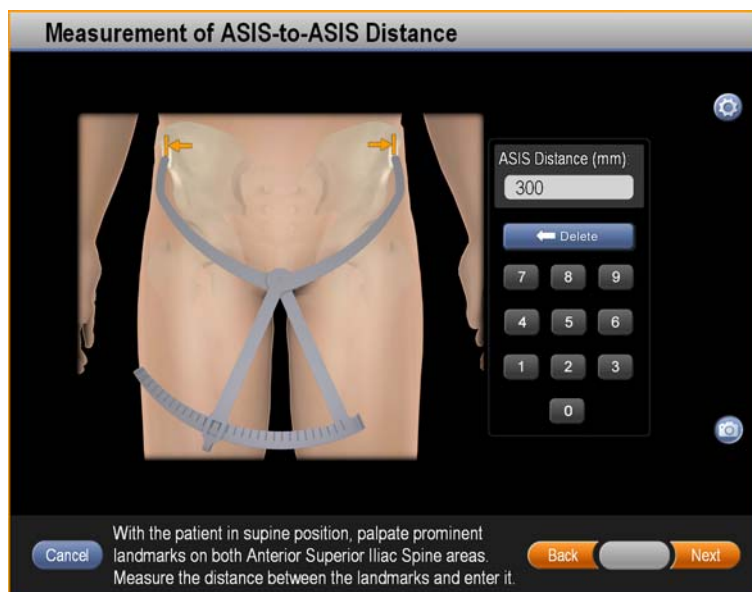 Measurement of ASIS-to-ASIS Distance
ASIS Distance (mm):
300
Delete
7 8 9
4 5 6
1 2 3
0
Cancel
With the patient in supine position, palpate prominent
landmarks on both Anterior Superior Iliac Spine areas.
Measure the distance between the landmarks and enter it.
Back
Next